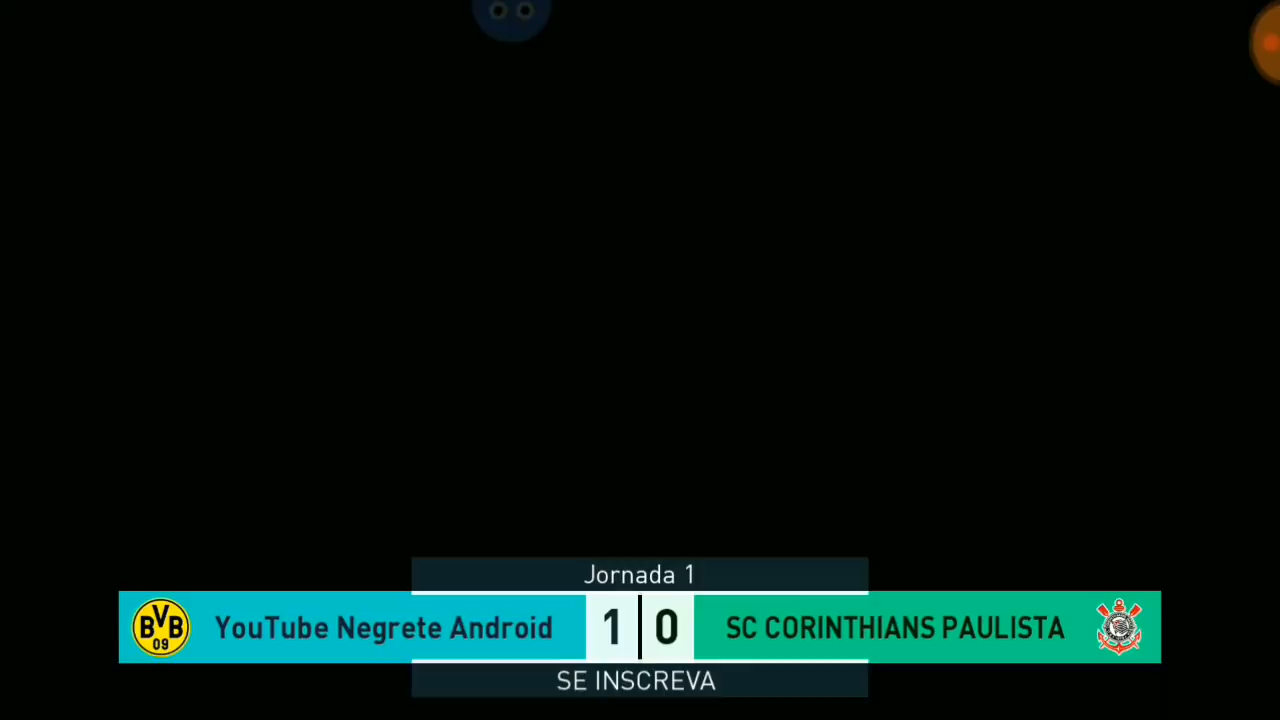 Jornada 1
BVB 09 YouTube Negrete Android 1 0 SC CORINTHIANS PAULISTA
SE INSCREVA